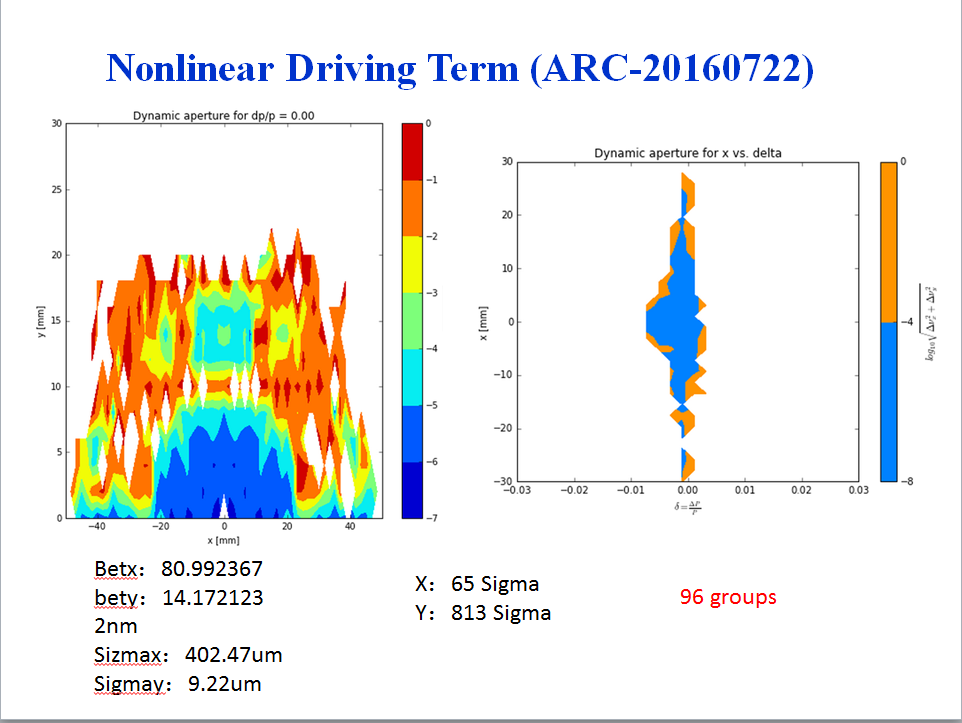 Nonlinear Driving Term (ARC-20160722)
Dynamic aperture for dp/p = 0.00
30
25
20
15
10
5
0
y [mm]
−40
−20
0
20
40
x [mm]
0
−1
−2
−3
−4
−5
−6
−7
Dynamic aperture for x vs. delta
30
20
10
0
−10
−20
−30
x [mm]
−0.03
−0.02
−0.01
0.00
0.01
0.02
0.03
δ = ΔP/P
0
−4
−8
log₁₀√(Δν²ₓ + Δν²ᵧ)
Betx： 80.992367
bety： 14.172123
2nm
Sizmax： 402.47um
Sigmay： 9.22um
X： 65 Sigma
Y： 813 Sigma
96 groups